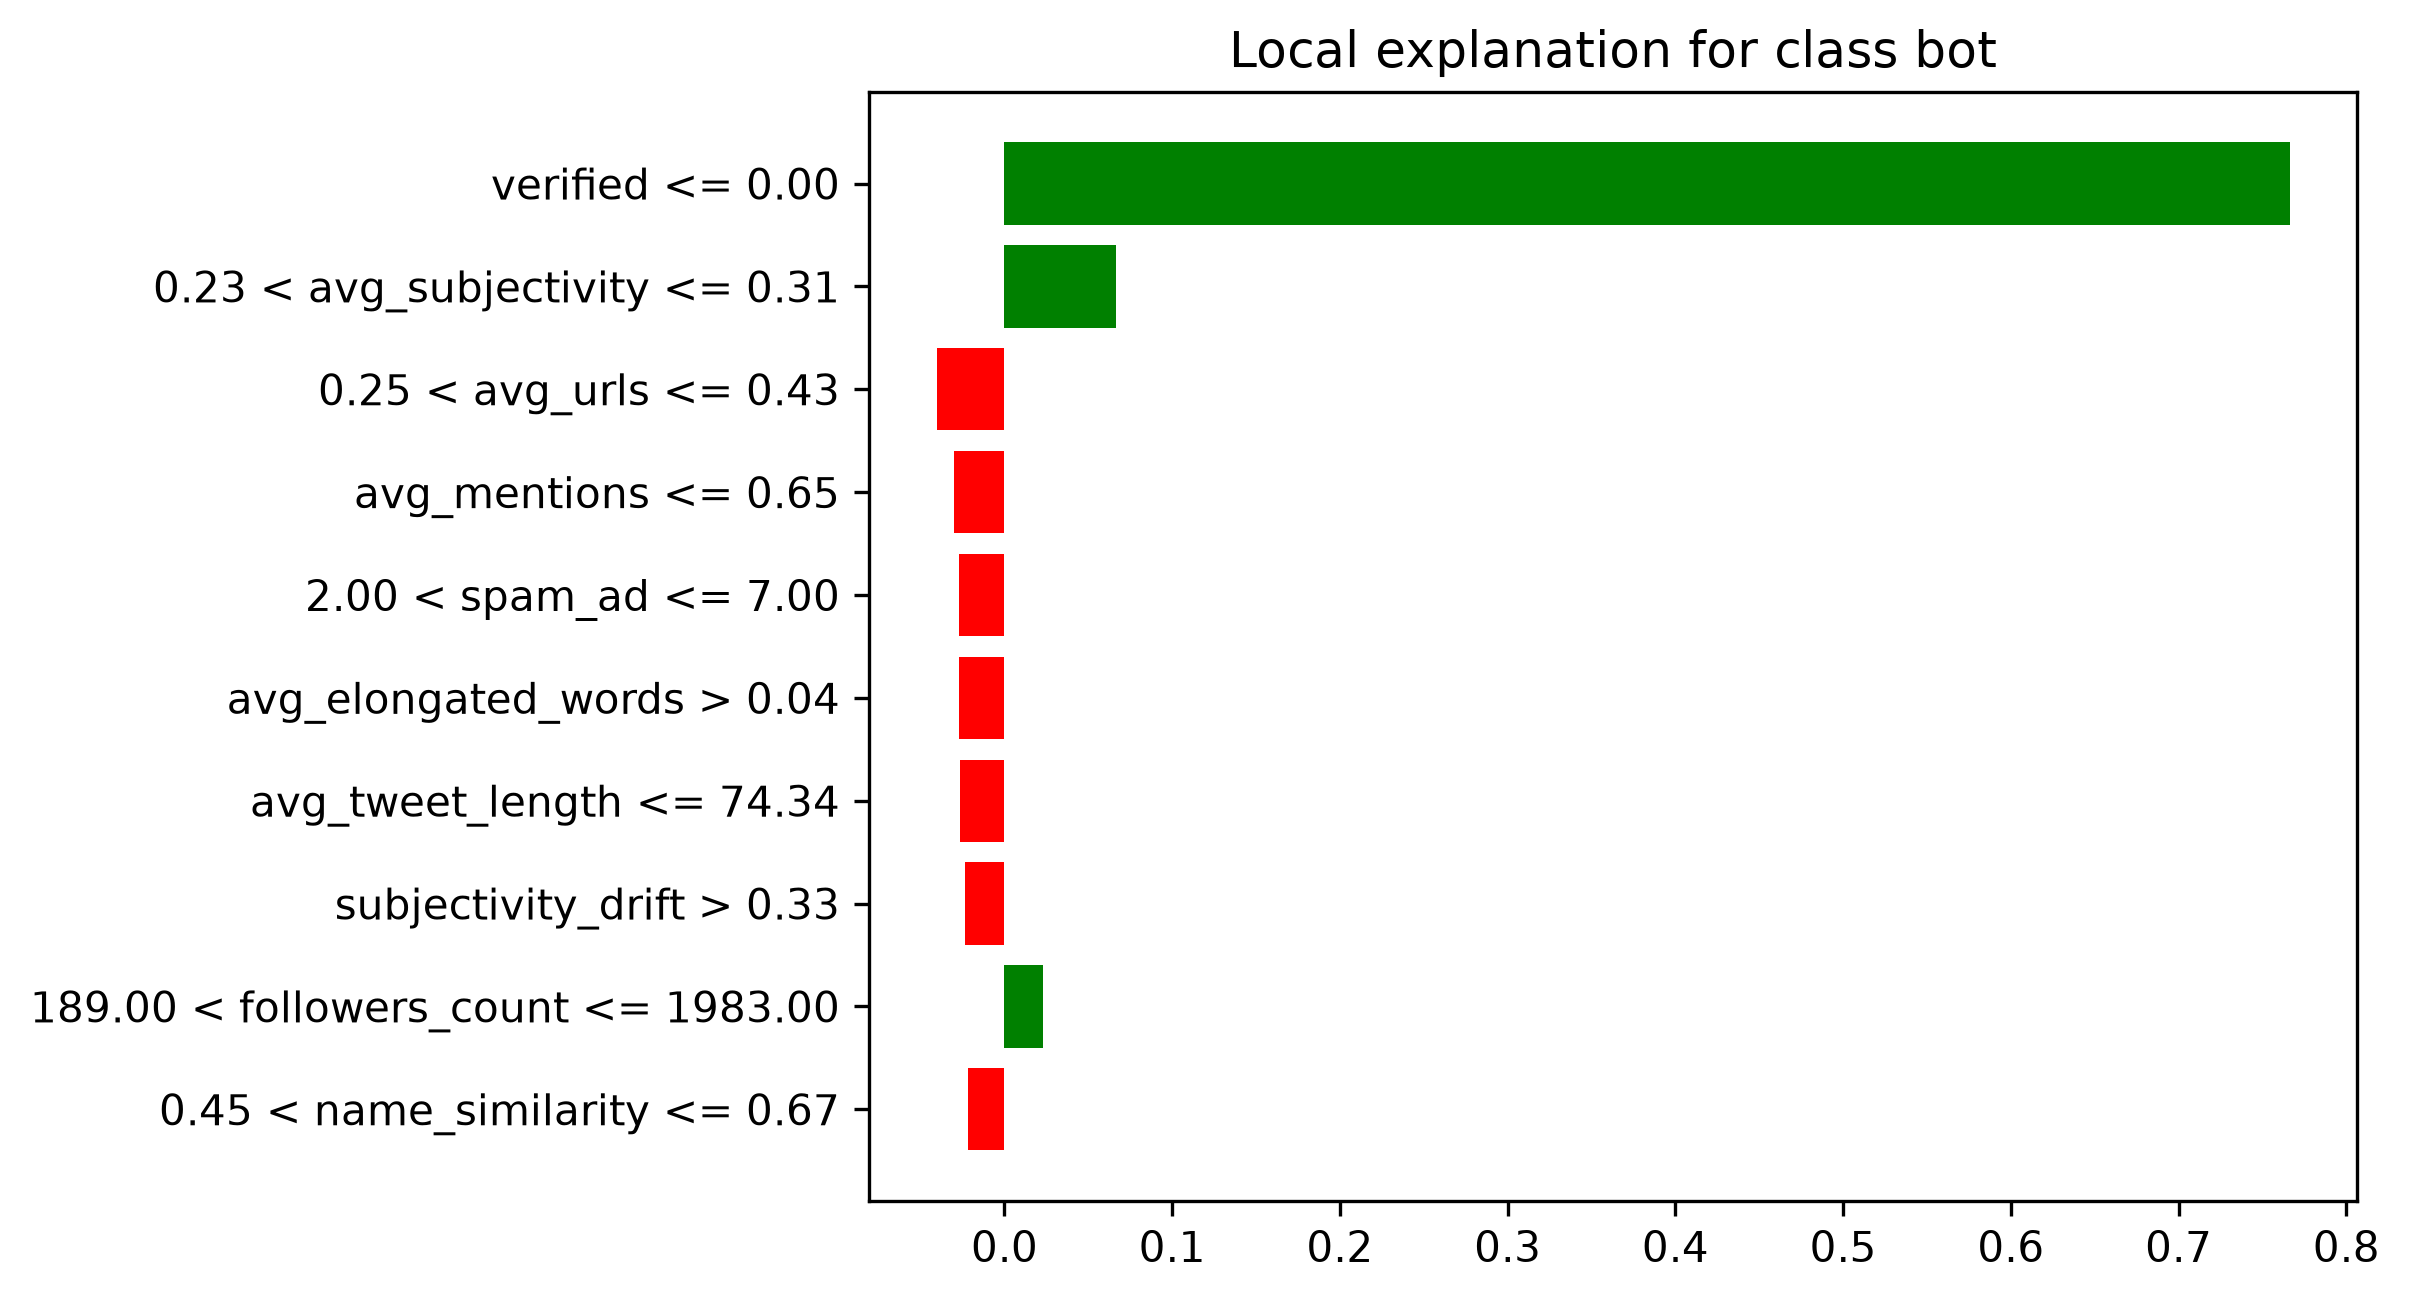 Local explanation for class bot
verified <= 0.00
0.23 < avg_subjectivity <= 0.31
0.25 < avg_urls <= 0.43
avg_mentions <= 0.65
2.00 < spam_ad <= 7.00
avg_elongated_words > 0.04
avg_tweet_length <= 74.34
subjectivity_drift > 0.33
189.00 < followers_count <= 1983.00
0.45 < name_similarity <= 0.67
0.0 0.1 0.2 0.3 0.4 0.5 0.6 0.7 0.8